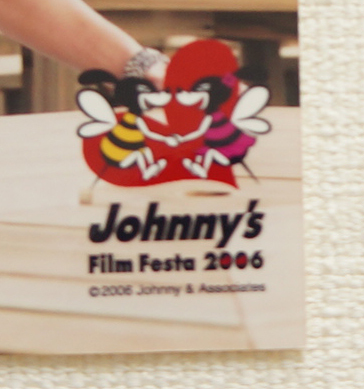 Johnny's
Film Festa 2006
©2006 Johnny & Associates